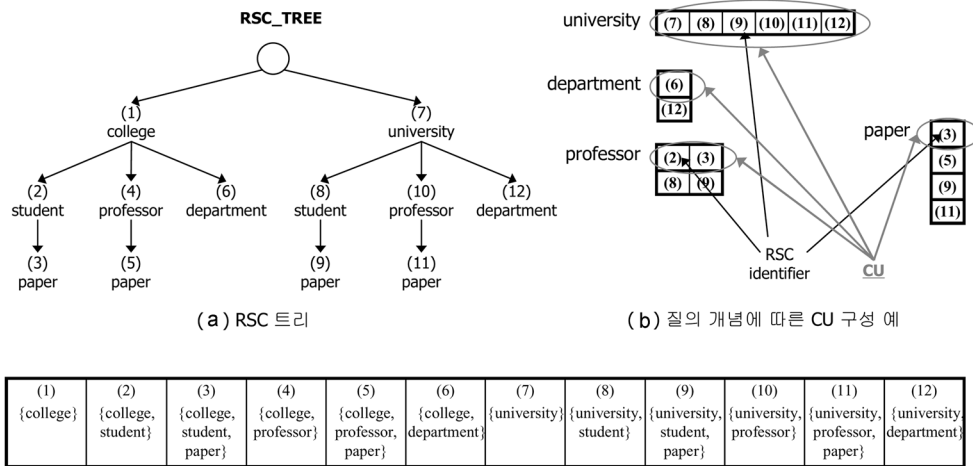 RSC_TREE
(1)
college
(7)
university
(2)
student
(4)
professor
(6)
department
(8)
student
(10)
professor
(12)
department
(3)
paper
(5)
paper
(9)
paper
(11)
paper
(a) RSC 트리
university
(7) (8) (9) (10) (11) (12)
department
(6)
(12)
professor
(2) (3)
(8) (9)
paper
(3)
(5)
(9)
(11)
RSC
identifier
CU
(b) 질의 개념에 따른 CU 구성 예
(1) (2) (3) (4) (5) (6) (7) (8) (9) (10) (11) (12)
{college} {college, {college, {college, {college, {college, {university} {university, {university, {university, {university, {university,
student} student, professor} professor, department} student} student, professor} professor, department}
paper} paper} paper} paper}